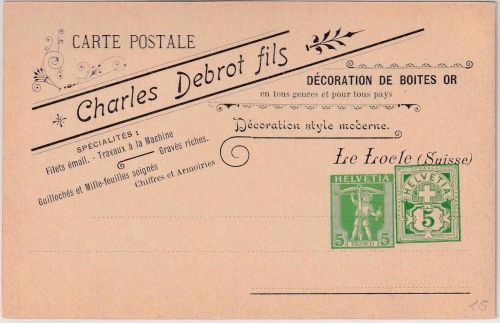 CARTE POSTALE
Charles Debrot fils
DÉCORATION DE BOITES OR
en tous genres et pour tous pays
Décoration style moderne.
SPÉCIALITÉS :
Filets émail. - Travaux à la Machine
Gravés riches.
Guillochés et Mille-feuilles soignés
Chiffres et Armoiries
Le Locle (Suisse)
HELVETIA
5 FRANCO 5
HELVETIA
5
15